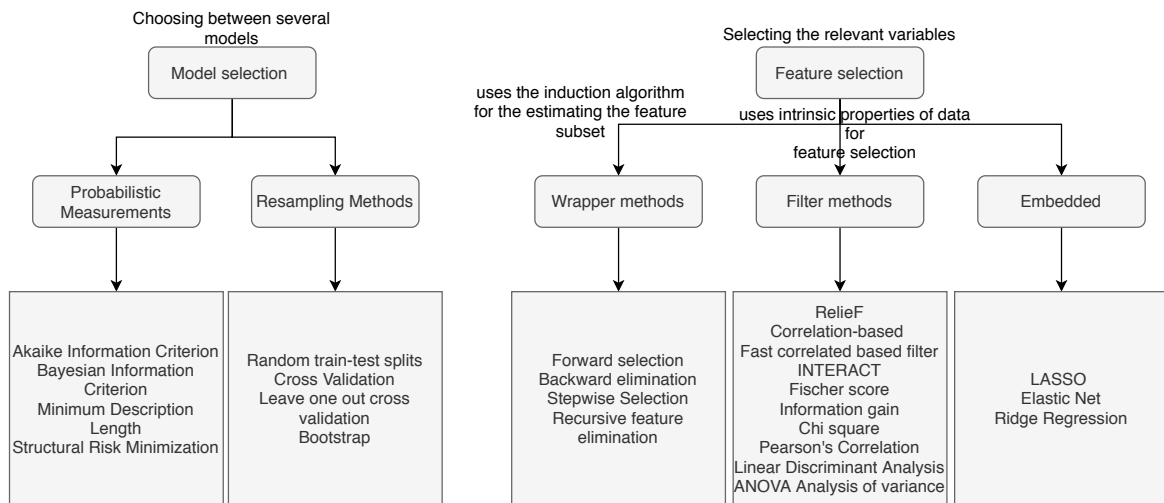 Choosing between several
models
Model selection
Probabilistic
Measurements
Resampling Methods
Akaike Information Criterion
Bayesian Information
Criterion
Minimum Description
Length
Structural Risk Minimization
Random train-test splits
Cross Validation
Leave one out cross
validation
Bootstrap
Selecting the relevant variables
Feature selection
uses the induction algorithm
for the estimating the feature
subset
uses intrinsic properties of data
for
feature selection
Wrapper methods
Filter methods
Embedded
Forward selection
Backward elimination
Stepwise Selection
Recursive feature
elimination
RelieF
Correlation-based
Fast correlated based filter
INTERACT
Fischer score
Information gain
Chi square
Pearson's Correlation
Linear Discriminant Analysis
ANOVA Analysis of variance
LASSO
Elastic Net
Ridge Regression